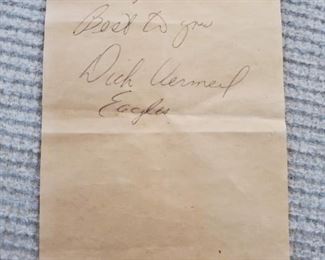 Best to you
Dick Vermeil
Eagles